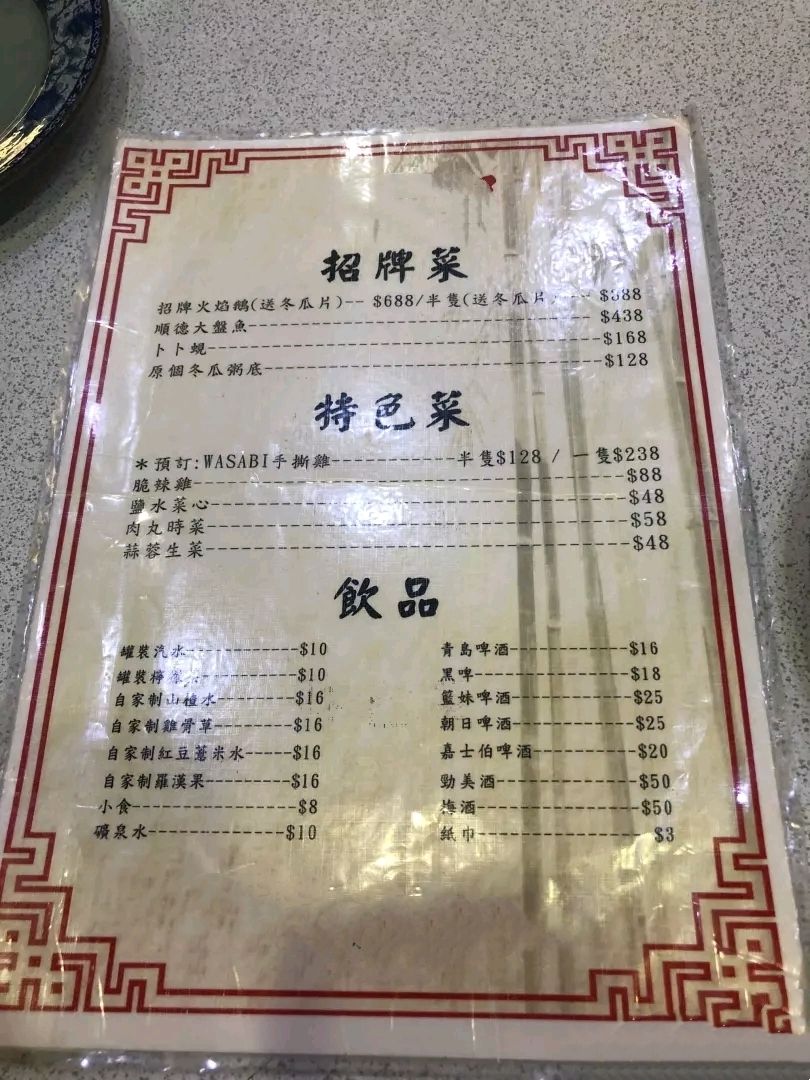 招牌菜
招牌火焰鵝(送冬瓜片)-- $688/半隻(送冬瓜片)-- $388
順德大盤魚---$438
卜卜蜆---$168
原個冬瓜粥底---$128
特色菜
*預訂:WASABI手撕雞---半隻$128 / 一隻$238
脆辣雞---$88
鹽水菜心---$48
肉丸時菜---$58
蒜蓉生菜---$48
飲品
罐裝汽水---$10
罐裝檸檬---$10
自家制山楂水---$16
自家制雞骨草---$16
自家制紅豆薏米水---$16
自家制羅漢果---$16
小食---$8
礦泉水---$10
青島啤酒---$16
黑啤---$18
籃妹啤酒---$25
朝日啤酒---$25
嘉士伯啤酒---$20
勁美酒---$50
梅酒---$50
紙巾---$3